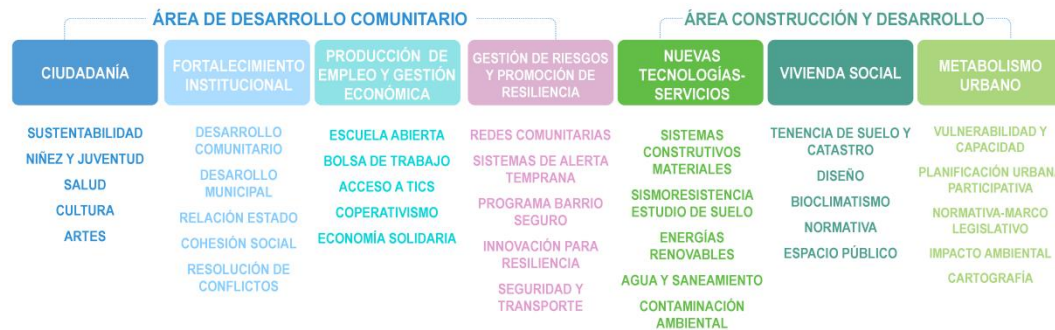 ÁREA DE DESARROLLO COMUNITARIO
ÁREA CONSTRUCCIÓN Y DESARROLLO
CIUDADANÍA
SUSTENTABILIDAD
NIÑEZ Y JUVENTUD
SALUD
CULTURA
ARTES
FORTALECIMIENTO
INSTITUCIONAL
DESARROLLO
COMUNITARIO
DESAROLLO
MUNICIPAL
RELACIÓN ESTADO
COHESIÓN SOCIAL
RESOLUCIÓN DE
CONFLICTOS
PRODUCCIÓN DE
EMPLEO Y GESTIÓN
ECONÓMICA
ESCUELA ABIERTA
BOLSA DE TRABAJO
ACCESO A TICS
COPERATIVISMO
ECONOMÍA SOLIDARIA
GESTIÓN DE RIESGOS
Y PROMOCIÓN DE
RESILIENCIA
REDES COMUNITARIAS
SISTEMAS DE ALERTA
TEMPRANA
PROGRAMA BARRIO
SEGURO
INNOVACIÓN PARA
RESILIENCIA
SEGURIDAD Y
TRANSPORTE
NUEVAS
TECNOLOGÍAS-
SERVICIOS
SISTEMAS
CONSTRUTIVOS
MATERIALES
SISMORESISTENCIA
ESTUDIO DE SUELO
ENERGÍAS
RENOVABLES
AGUA Y SANEAMIENTO
CONTAMINACIÓN
AMBIENTAL
VIVIENDA SOCIAL
TENENCIA DE SUELO Y
CATASTRO
DISEÑO
BIOCLIMATISMO
NORMATIVA
ESPACIO PÚBLICO
METABOLISMO
URBANO
VULNERABILIDAD Y
CAPACIDAD
PLANIFICACIÓN URBANA
PARTICIPATIVA
NORMATIVA-MARCO
LEGISLATIVO
IMPACTO AMBIENTAL
CARTOGRAFÍA